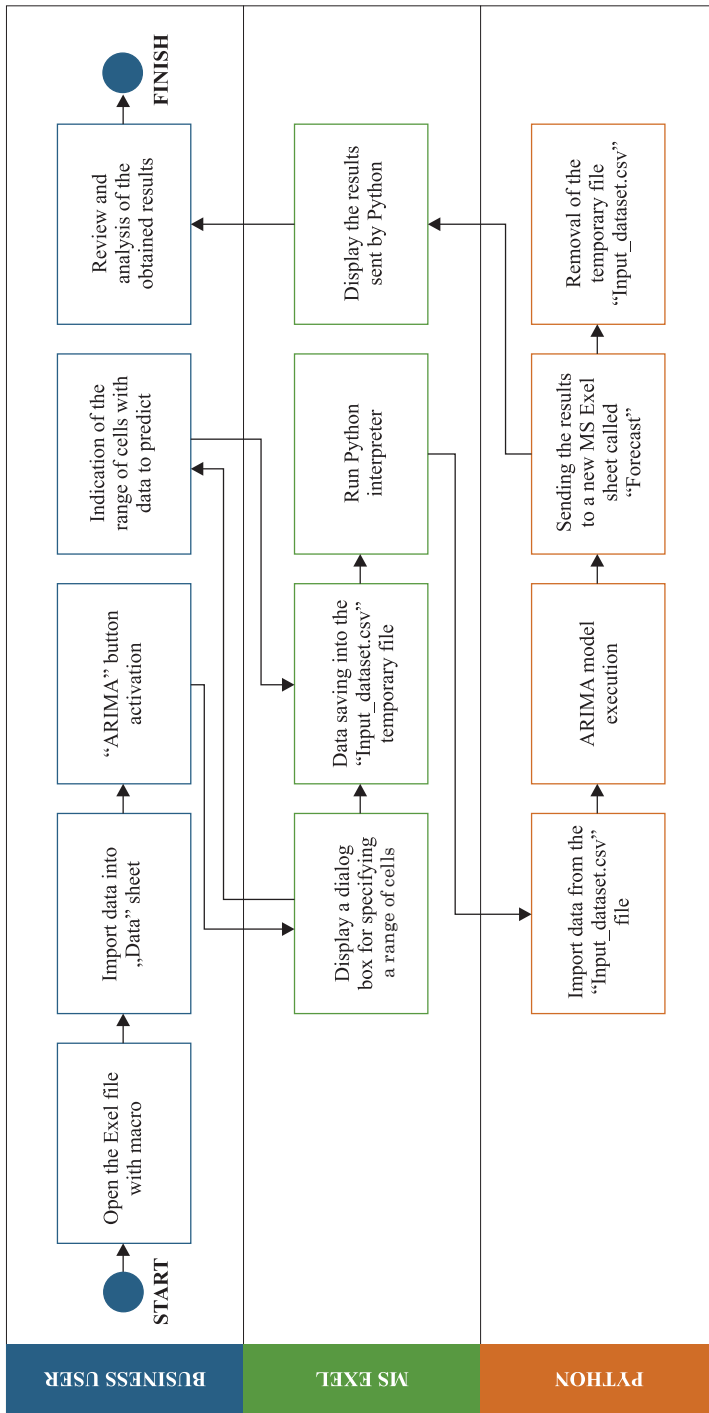 BUSINESS USER
START
Open the Exel file
with macro
Import data into
„Data” sheet
“ARIMA” button
activation
Indication of the
range of cells with
data to predict
Review and
analysis of the
obtained results
FINISH
MS EXEL
Display a dialog
box for specifying
a range of cells
Data saving into the
“Input_dataset.csv”
temporary file
Run Python
interpreter
Display the results
sent by Python
PYTHON
Import data from the
“Input_dataset.csv”
file
ARIMA model
execution
Sending the results
to a new MS Exel
sheet called
“Forecast”
Removal of the
temporary file
“Input_dataset.csv”